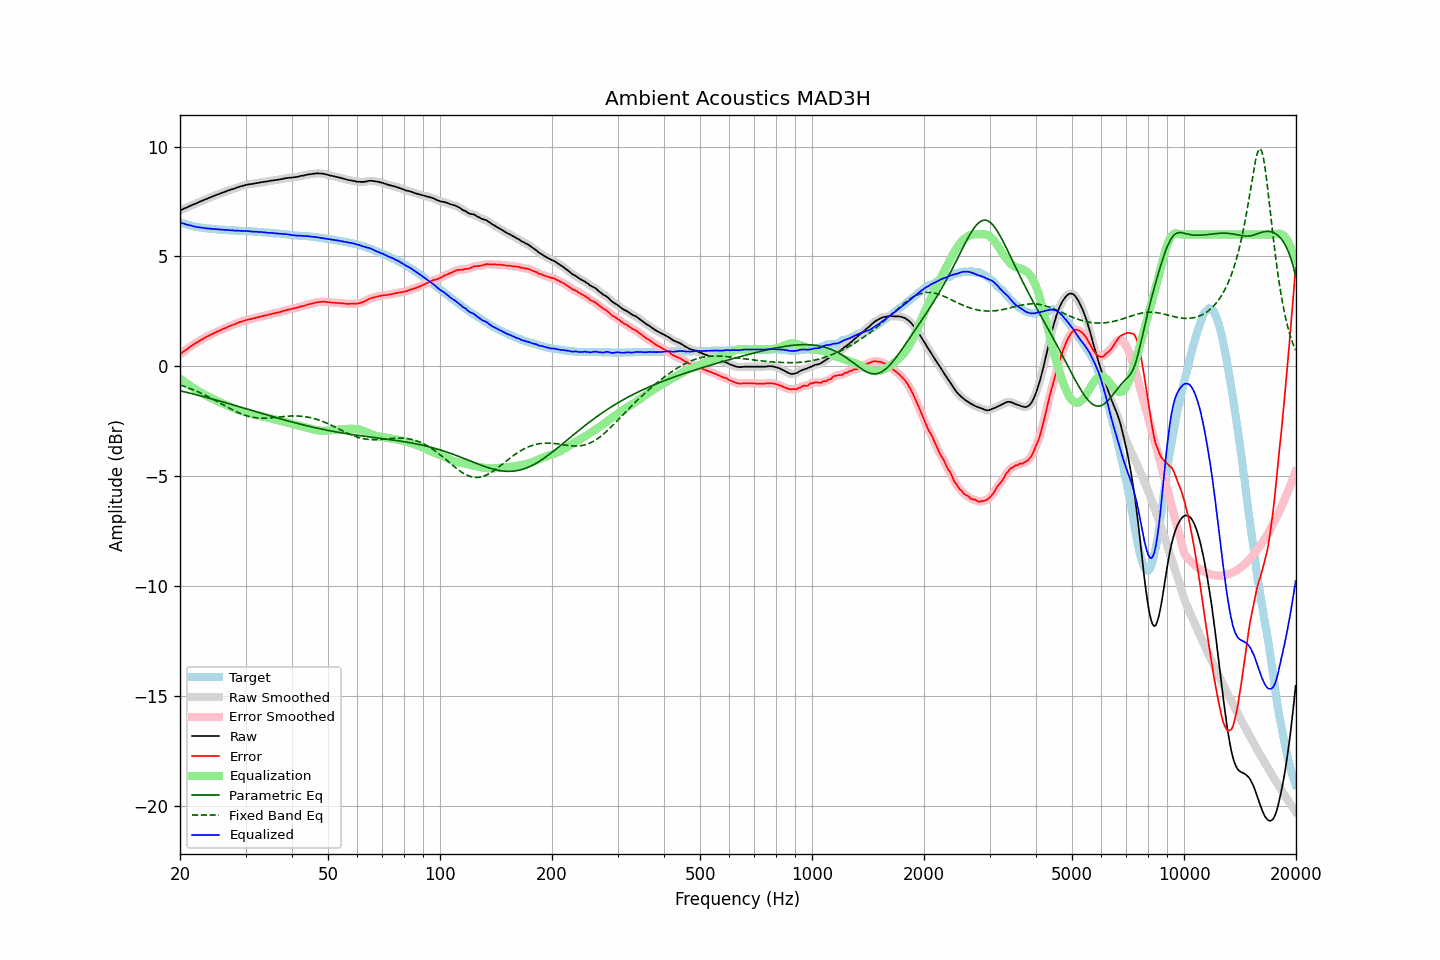 Ambient Acoustics MAD3H
Amplitude (dBr)
10
5
0
−5
−10
−15
−20
Target
Raw Smoothed
Error Smoothed
Raw
Error
Equalization
Parametric Eq
Fixed Band Eq
Equalized
20 50 100 200 500 1000 2000 5000 10000 20000
Frequency (Hz)